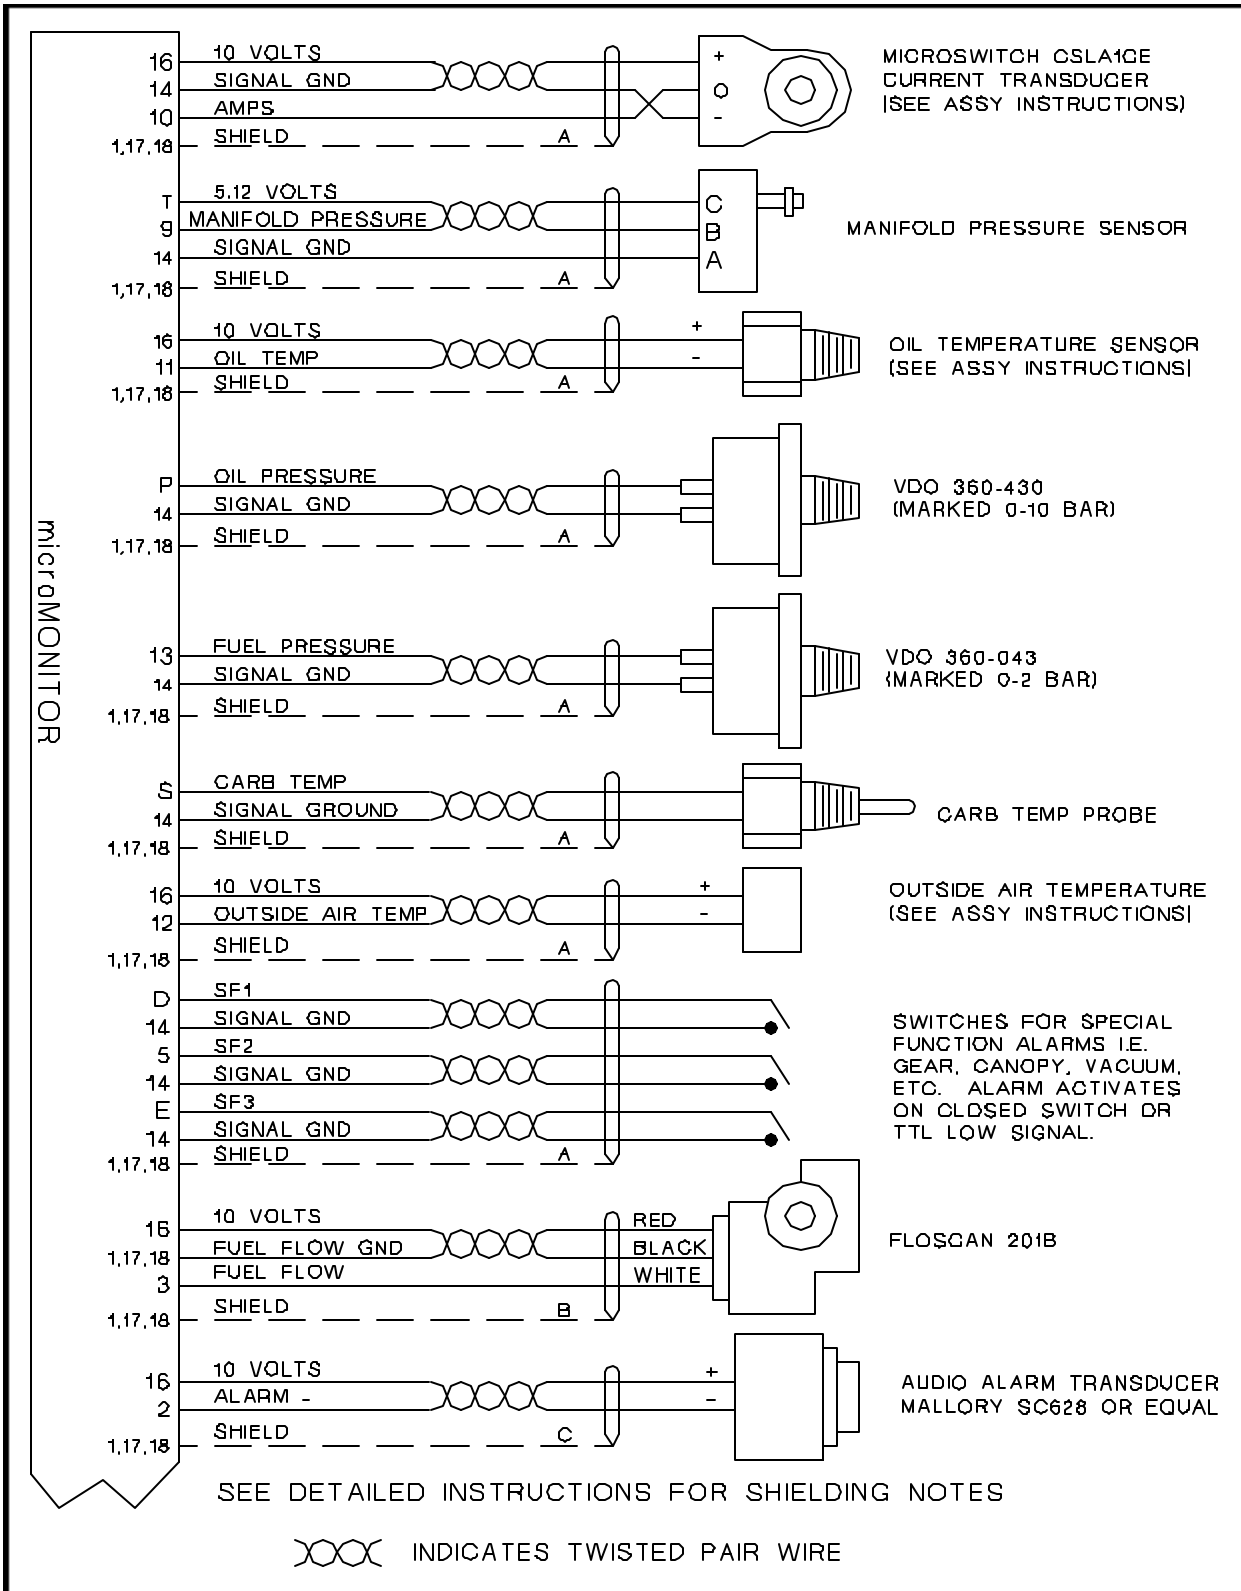 microMONITOR
16 10 VOLTS +
14 SIGNAL GND O
10 AMPS -
1,17,18 SHIELD A
MICROSWITCH CSLA1GE
CURRENT TRANSDUCER
(SEE ASSY INSTRUCTIONS)
T 5.12 VOLTS C
9 MANIFOLD PRESSURE B
14 SIGNAL GND A
1,17,18 SHIELD A
MANIFOLD PRESSURE SENSOR
16 10 VOLTS +
11 OIL TEMP -
1,17,18 SHIELD A
OIL TEMPERATURE SENSOR
(SEE ASSY INSTRUCTIONS)
P OIL PRESSURE
14 SIGNAL GND
1,17,18 SHIELD A
VDO 360-430
(MARKED 0-10 BAR)
13 FUEL PRESSURE
14 SIGNAL GND
1,17,18 SHIELD A
VDO 360-043
(MARKED 0-2 BAR)
S CARB TEMP
14 SIGNAL GROUND
1,17,18 SHIELD A
CARB TEMP PROBE
16 10 VOLTS +
12 OUTSIDE AIR TEMP -
1,17,18 SHIELD A
OUTSIDE AIR TEMPERATURE
(SEE ASSY INSTRUCTIONS)
D SF1
14 SIGNAL GND
5 SF2
14 SIGNAL GND
E SF3
14 SIGNAL GND
1,17,18 SHIELD A
SWITCHES FOR SPECIAL
FUNCTION ALARMS I.E.
GEAR, CANOPY, VACUUM,
ETC. ALARM ACTIVATES
ON CLOSED SWITCH OR
TTL LOW SIGNAL.
16 10 VOLTS RED
1,17,18 FUEL FLOW GND BLACK
3 FUEL FLOW WHITE
1,17,18 SHIELD B
FLOSCAN 201B
16 10 VOLTS +
2 ALARM - -
1,17,18 SHIELD C
AUDIO ALARM TRANSDUCER
MALLORY SC628 OR EQUAL
SEE DETAILED INSTRUCTIONS FOR SHIELDING NOTES
INDICATES TWISTED PAIR WIRE